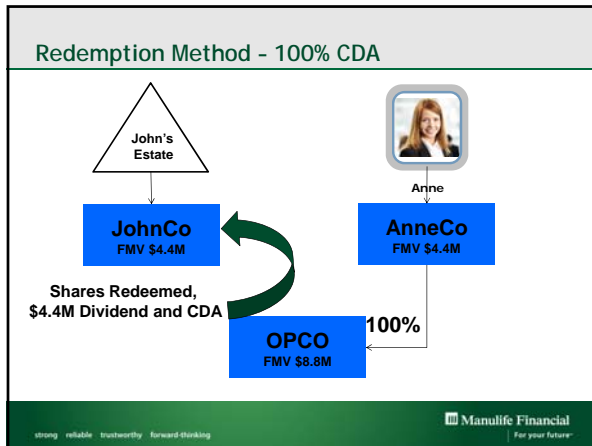 Redemption Method - 100% CDA
John's
Estate
Anne
JohnCo
FMV $4.4M
AnneCo
FMV $4.4M
Shares Redeemed,
$4.4M Dividend and CDA
100%
OPCO
FMV $8.8M
strong reliable trustworthy forward-thinking
Manulife Financial
For your future™